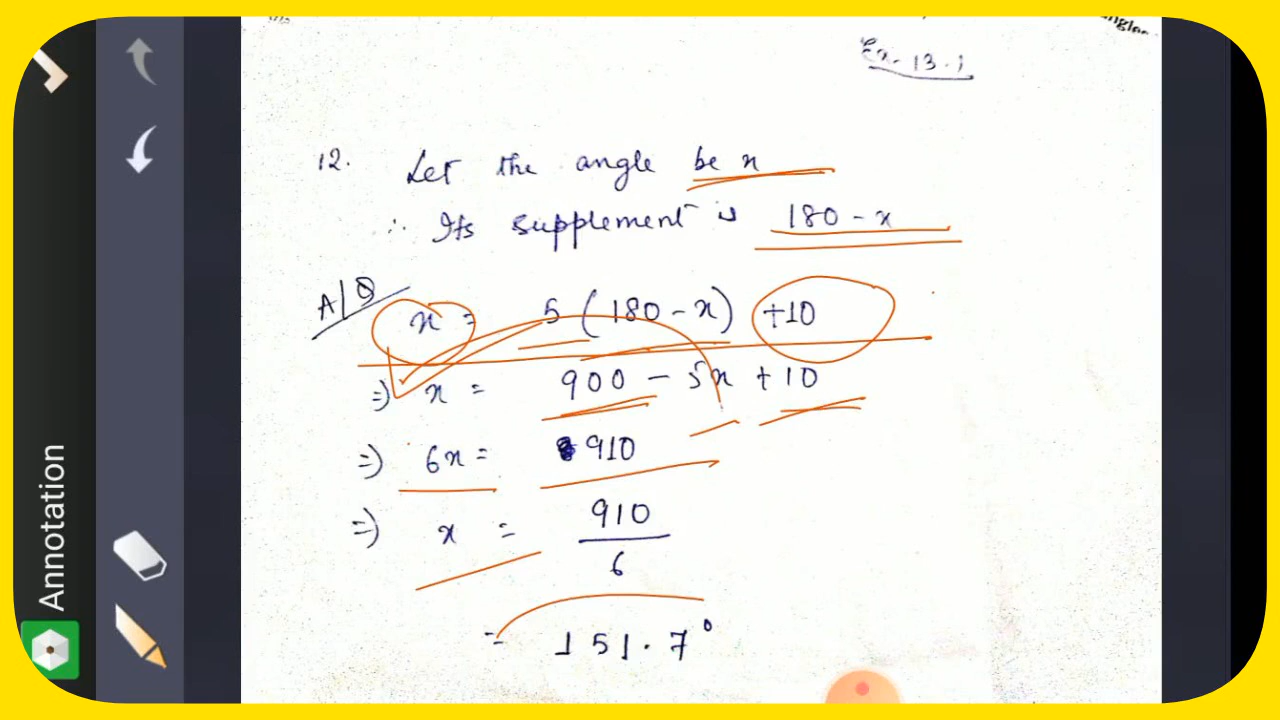 Ex. 13.1
12. Let the angle be x
∴ Its supplement is 180 - x
A/Q
x = 5 (180 - x) +10
=) x = 900 - 5x + 10
=) 6x = 910
=) x = 910/6
= 151.7°
Annotation